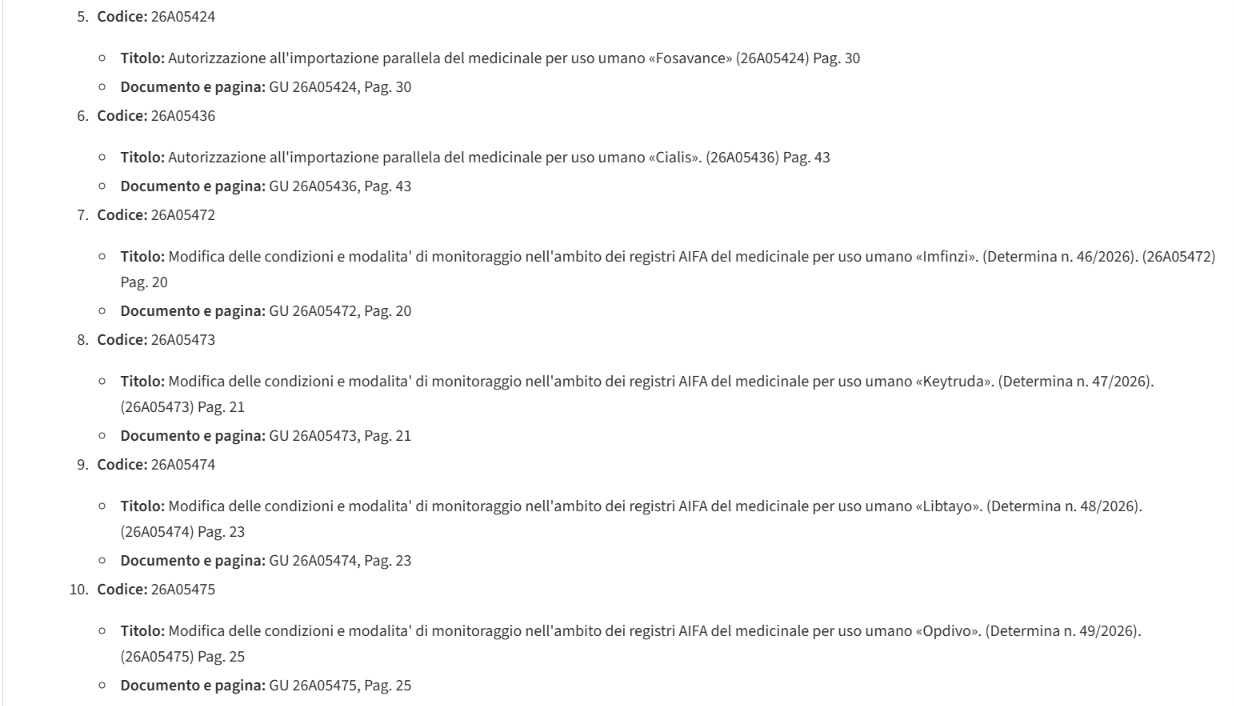 5. Codice: 26A05424
Titolo: Autorizzazione all'importazione parallela del medicinale per uso umano «Fosavance» (26A05424) Pag. 30
Documento e pagina: GU 26A05424, Pag. 30
6. Codice: 26A05436
Titolo: Autorizzazione all'importazione parallela del medicinale per uso umano «Cialis». (26A05436) Pag. 43
Documento e pagina: GU 26A05436, Pag. 43
7. Codice: 26A05472
Titolo: Modifica delle condizioni e modalita' di monitoraggio nell'ambito dei registri AIFA del medicinale per uso umano «Imfinzi». (Determina n. 46/2026). (26A05472)
Pag. 20
Documento e pagina: GU 26A05472, Pag. 20
8. Codice: 26A05473
Titolo: Modifica delle condizioni e modalita' di monitoraggio nell'ambito dei registri AIFA del medicinale per uso umano «Keytruda». (Determina n. 47/2026).
(26A05473) Pag. 21
Documento e pagina: GU 26A05473, Pag. 21
9. Codice: 26A05474
Titolo: Modifica delle condizioni e modalita' di monitoraggio nell'ambito dei registri AIFA del medicinale per uso umano «Libtayo». (Determina n. 48/2026).
(26A05474) Pag. 23
Documento e pagina: GU 26A05474, Pag. 23
10. Codice: 26A05475
Titolo: Modifica delle condizioni e modalita' di monitoraggio nell'ambito dei registri AIFA del medicinale per uso umano «Opdivo». (Determina n. 49/2026).
(26A05475) Pag. 25
Documento e pagina: GU 26A05475, Pag. 25